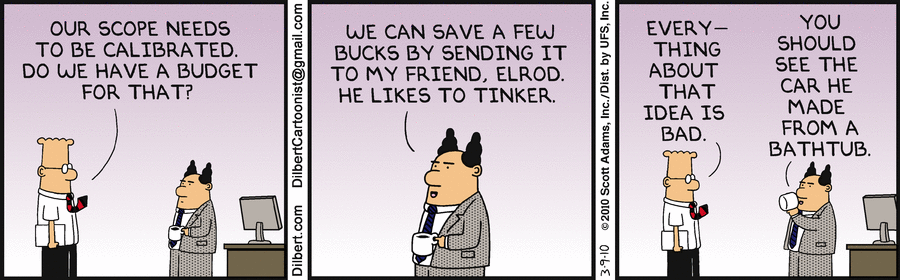 OUR SCOPE NEEDS
TO BE CALIBRATED.
DO WE HAVE A BUDGET
FOR THAT?
Dilbert.com DilbertCartoonist@gmail.com
WE CAN SAVE A FEW
BUCKS BY SENDING IT
TO MY FRIEND, ELROD.
HE LIKES TO TINKER.
3-9-10 ©2010 Scott Adams, Inc./Dist. by UFS, Inc.
EVERY—
THING
ABOUT
THAT
IDEA IS
BAD.
YOU
SHOULD
SEE THE
CAR HE
MADE
FROM A
BATHTUB.